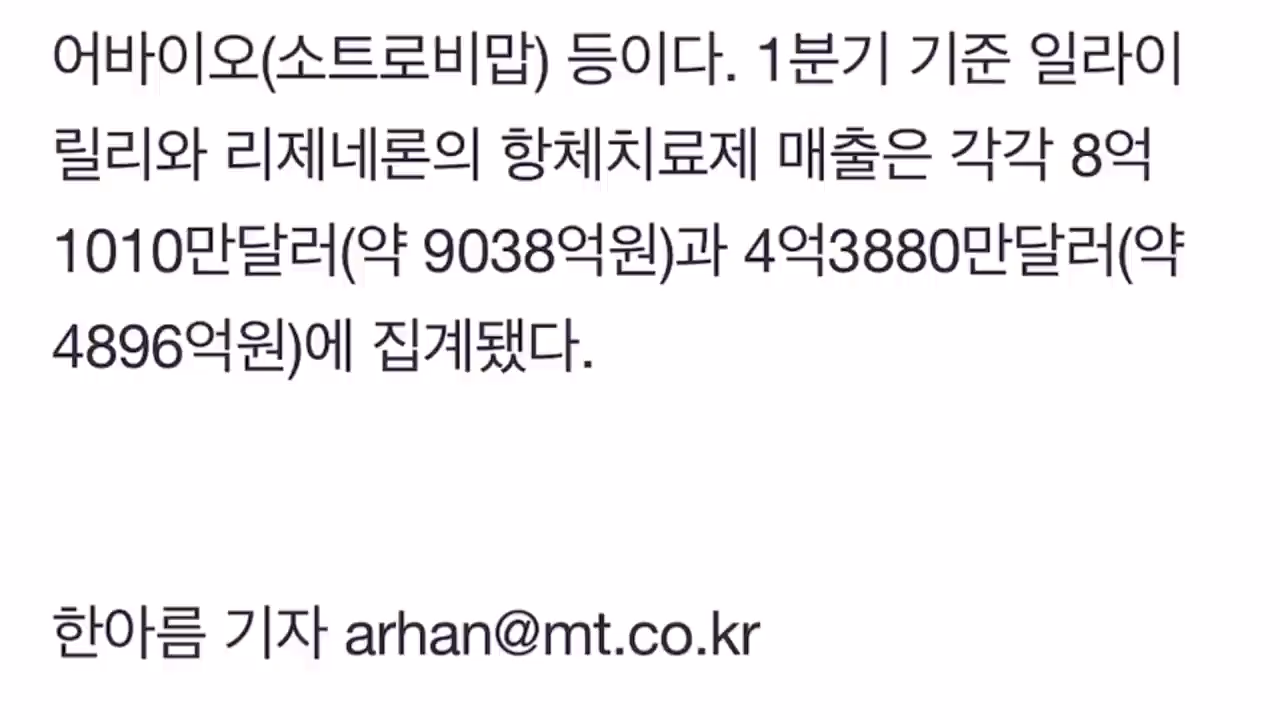 어바이오(소트로비맙) 등이다. 1분기 기준 일라이
릴리와 리제네론의 항체치료제 매출은 각각 8억
1010만달러(약 9038억원)과 4억3880만달러(약
4896억원)에 집계됐다.
한아름 기자 arhan@mt.co.kr